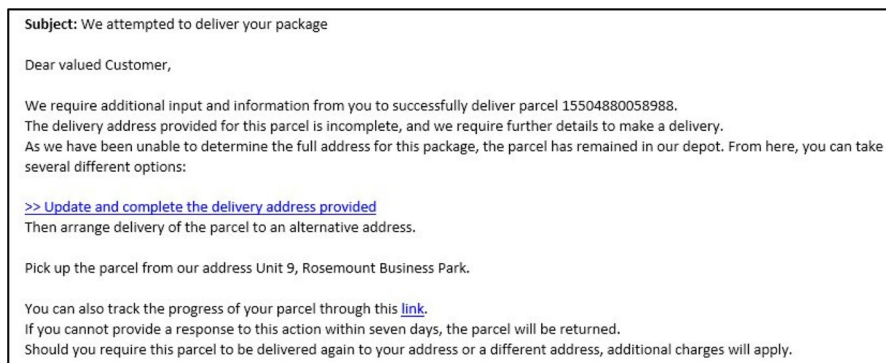 Subject: We attempted to deliver your package
Dear valued Customer,
We require additional input and information from you to successfully deliver parcel 15504880058988.
The delivery address provided for this parcel is incomplete, and we require further details to make a delivery.
As we have been unable to determine the full address for this package, the parcel has remained in our depot. From here, you can take
several different options:
>> Update and complete the delivery address provided
Then arrange delivery of the parcel to an alternative address.
Pick up the parcel from our address Unit 9, Rosemount Business Park.
You can also track the progress of your parcel through this link.
If you cannot provide a response to this action within seven days, the parcel will be returned.
Should you require this parcel to be delivered again to your address or a different address, additional charges will apply.